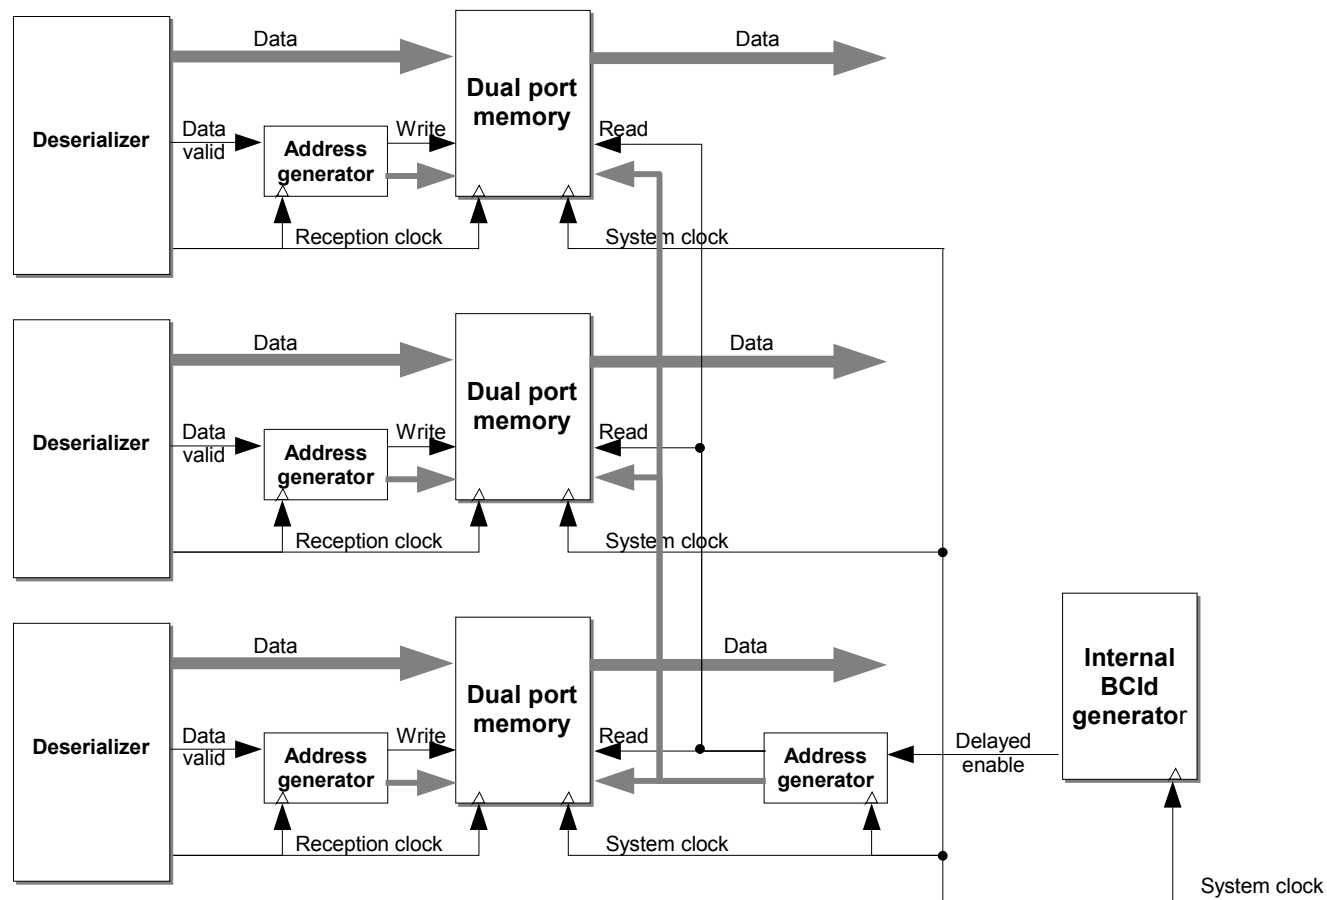 Data
Data
Deserializer
Data
valid
Address
generator
Write
Dual port
memory
Read
Reception clock
System clock
Data
Data
Deserializer
Data
valid
Address
generator
Write
Dual port
memory
Read
Reception clock
System clock
Data
Data
Deserializer
Data
valid
Address
generator
Write
Dual port
memory
Read
Address
generator
Delayed
enable
Internal
BCId
generator
Reception clock
System clock
System clock